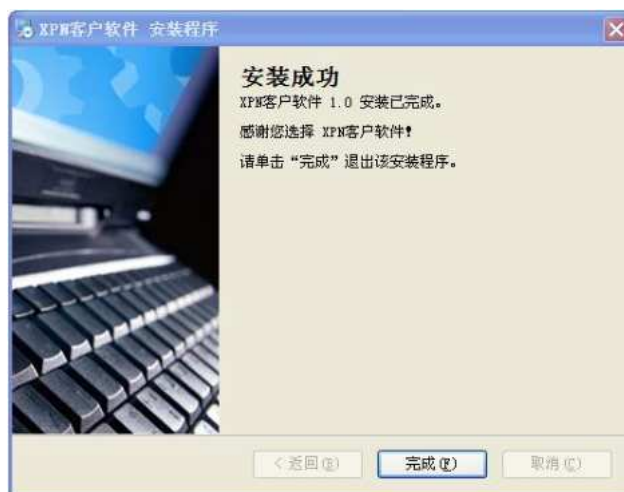 XPN客户软件 安装程序
安装成功
XPN客户软件 1.0 安装已完成。
感谢您选择 XPN客户软件!
请单击“完成”退出该安装程序。
< 返回(B)
完成(F)
取消(C)